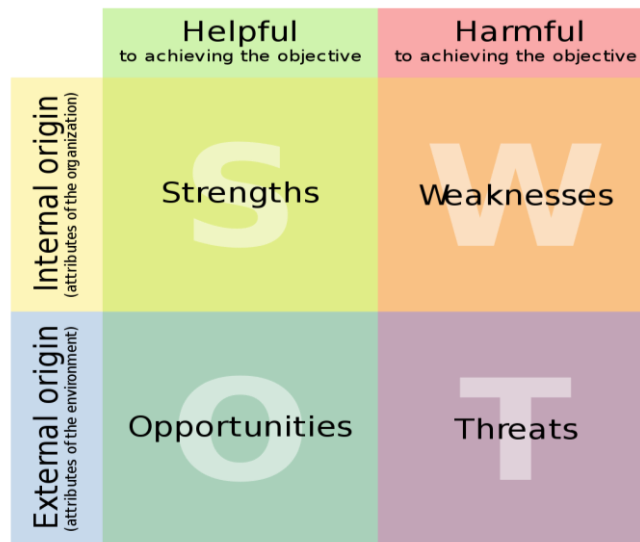 Helpful
to achieving the objective
Harmful
to achieving the objective
Internal origin
(attributes of the organization)
S
Strengths
W
Weaknesses
External origin
(attributes of the environment)
O
Opportunities
T
Threats